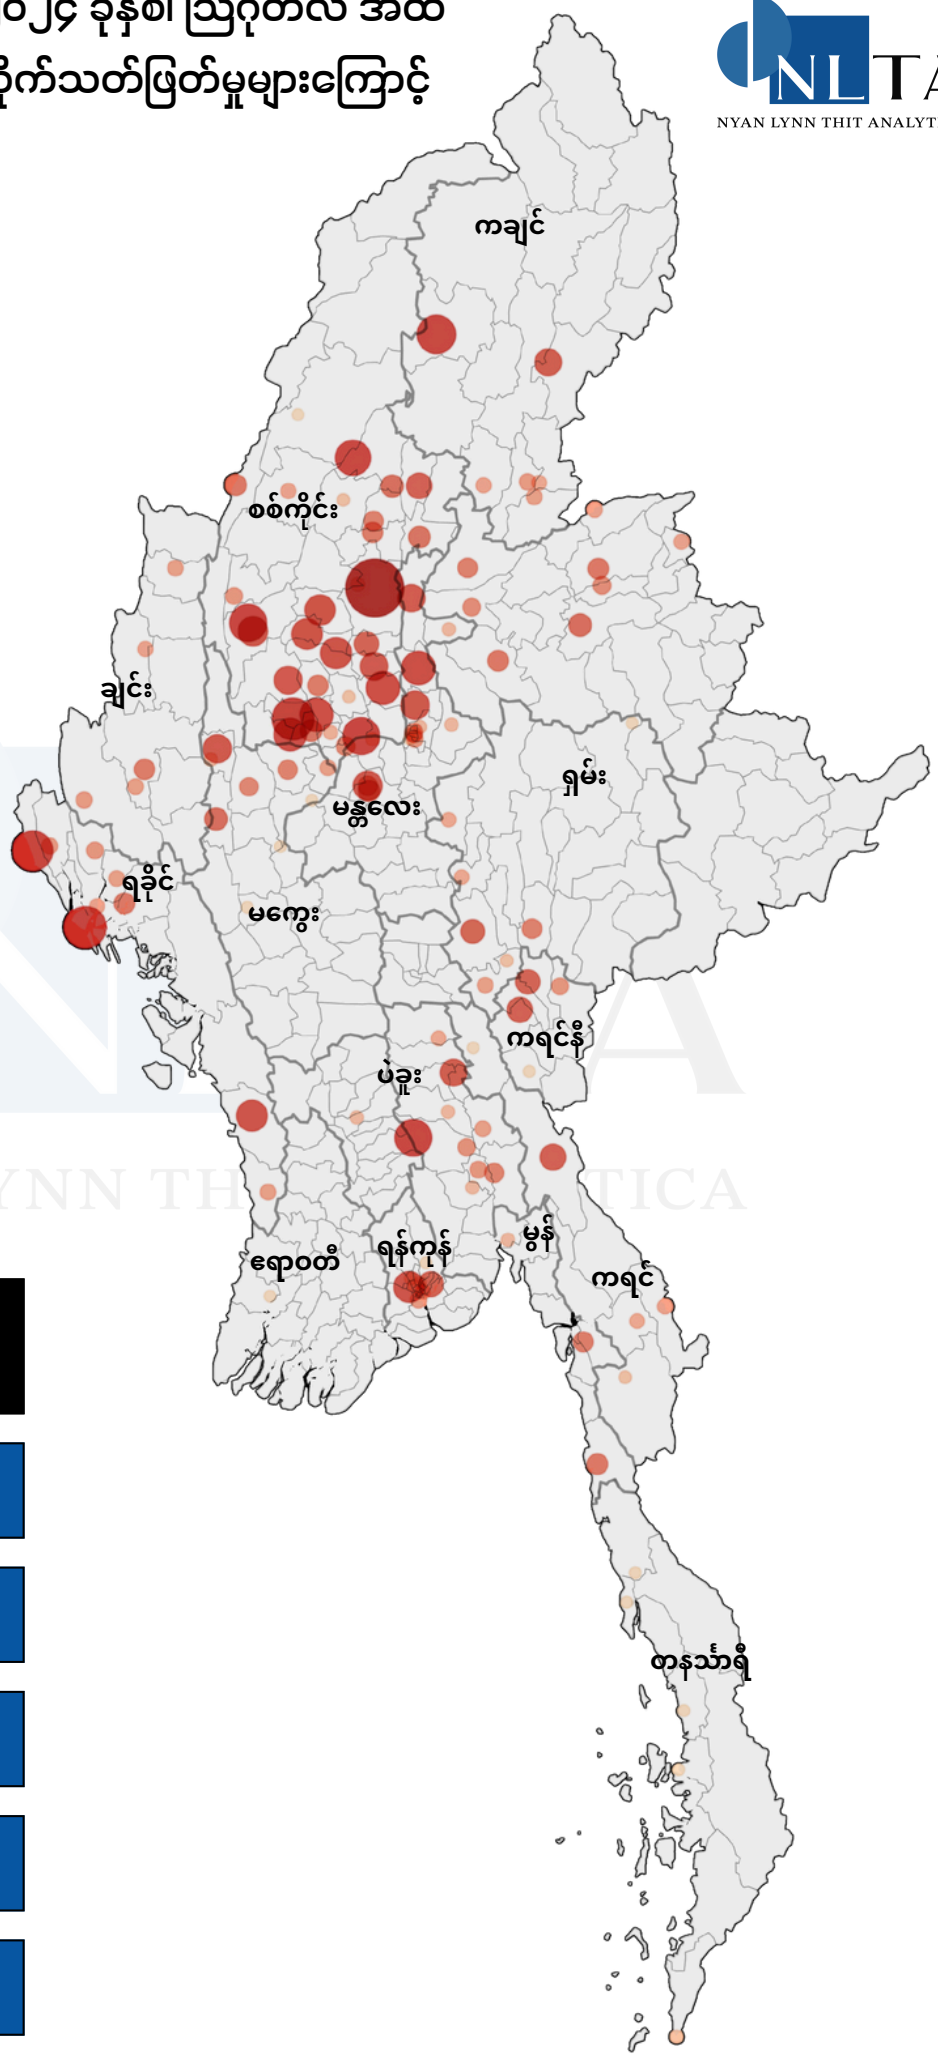 ၂၀၂၄ ခုနှစ်၊ ဩဂုတ်လ အထိ
တိုက်သတ်ဖြတ်မှုများကြောင့်
NLTA
NYAN LYNN THIT ANALYT
ကချင်
စစ်ကိုင်း
ချင်း
ရှမ်း
မန္တလေး
ရခိုင်
မကွေး
ကရင်နီ
ပဲခူး
YNN TH
TICA
မွန်
ရန်ကုန်
ဧရာဝတီ
ကရင်
တနင်္သာရီ